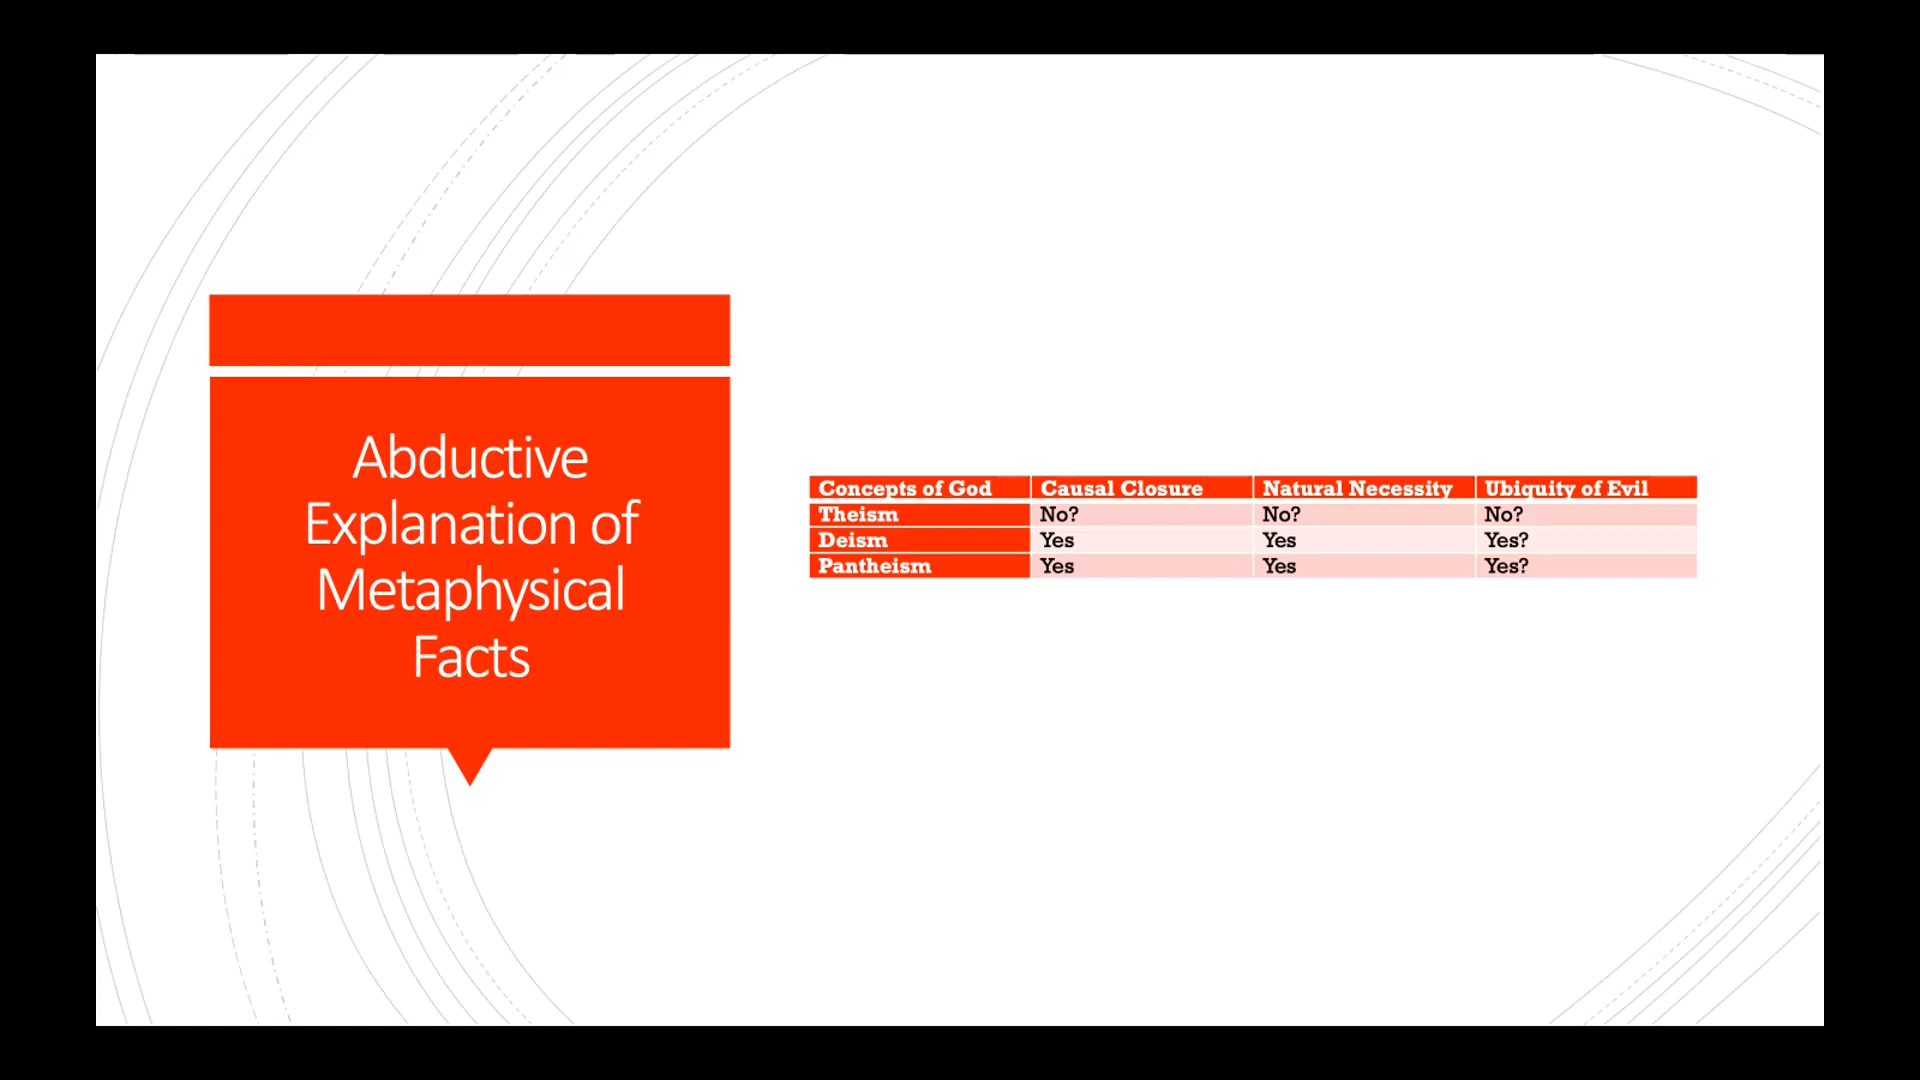 Abductive
Explanation of
Metaphysical
Facts
Concepts of God Causal Closure Natural Necessity Ubiquity of Evil
Theism No? No? No?
Deism Yes Yes Yes?
Pantheism Yes Yes Yes?